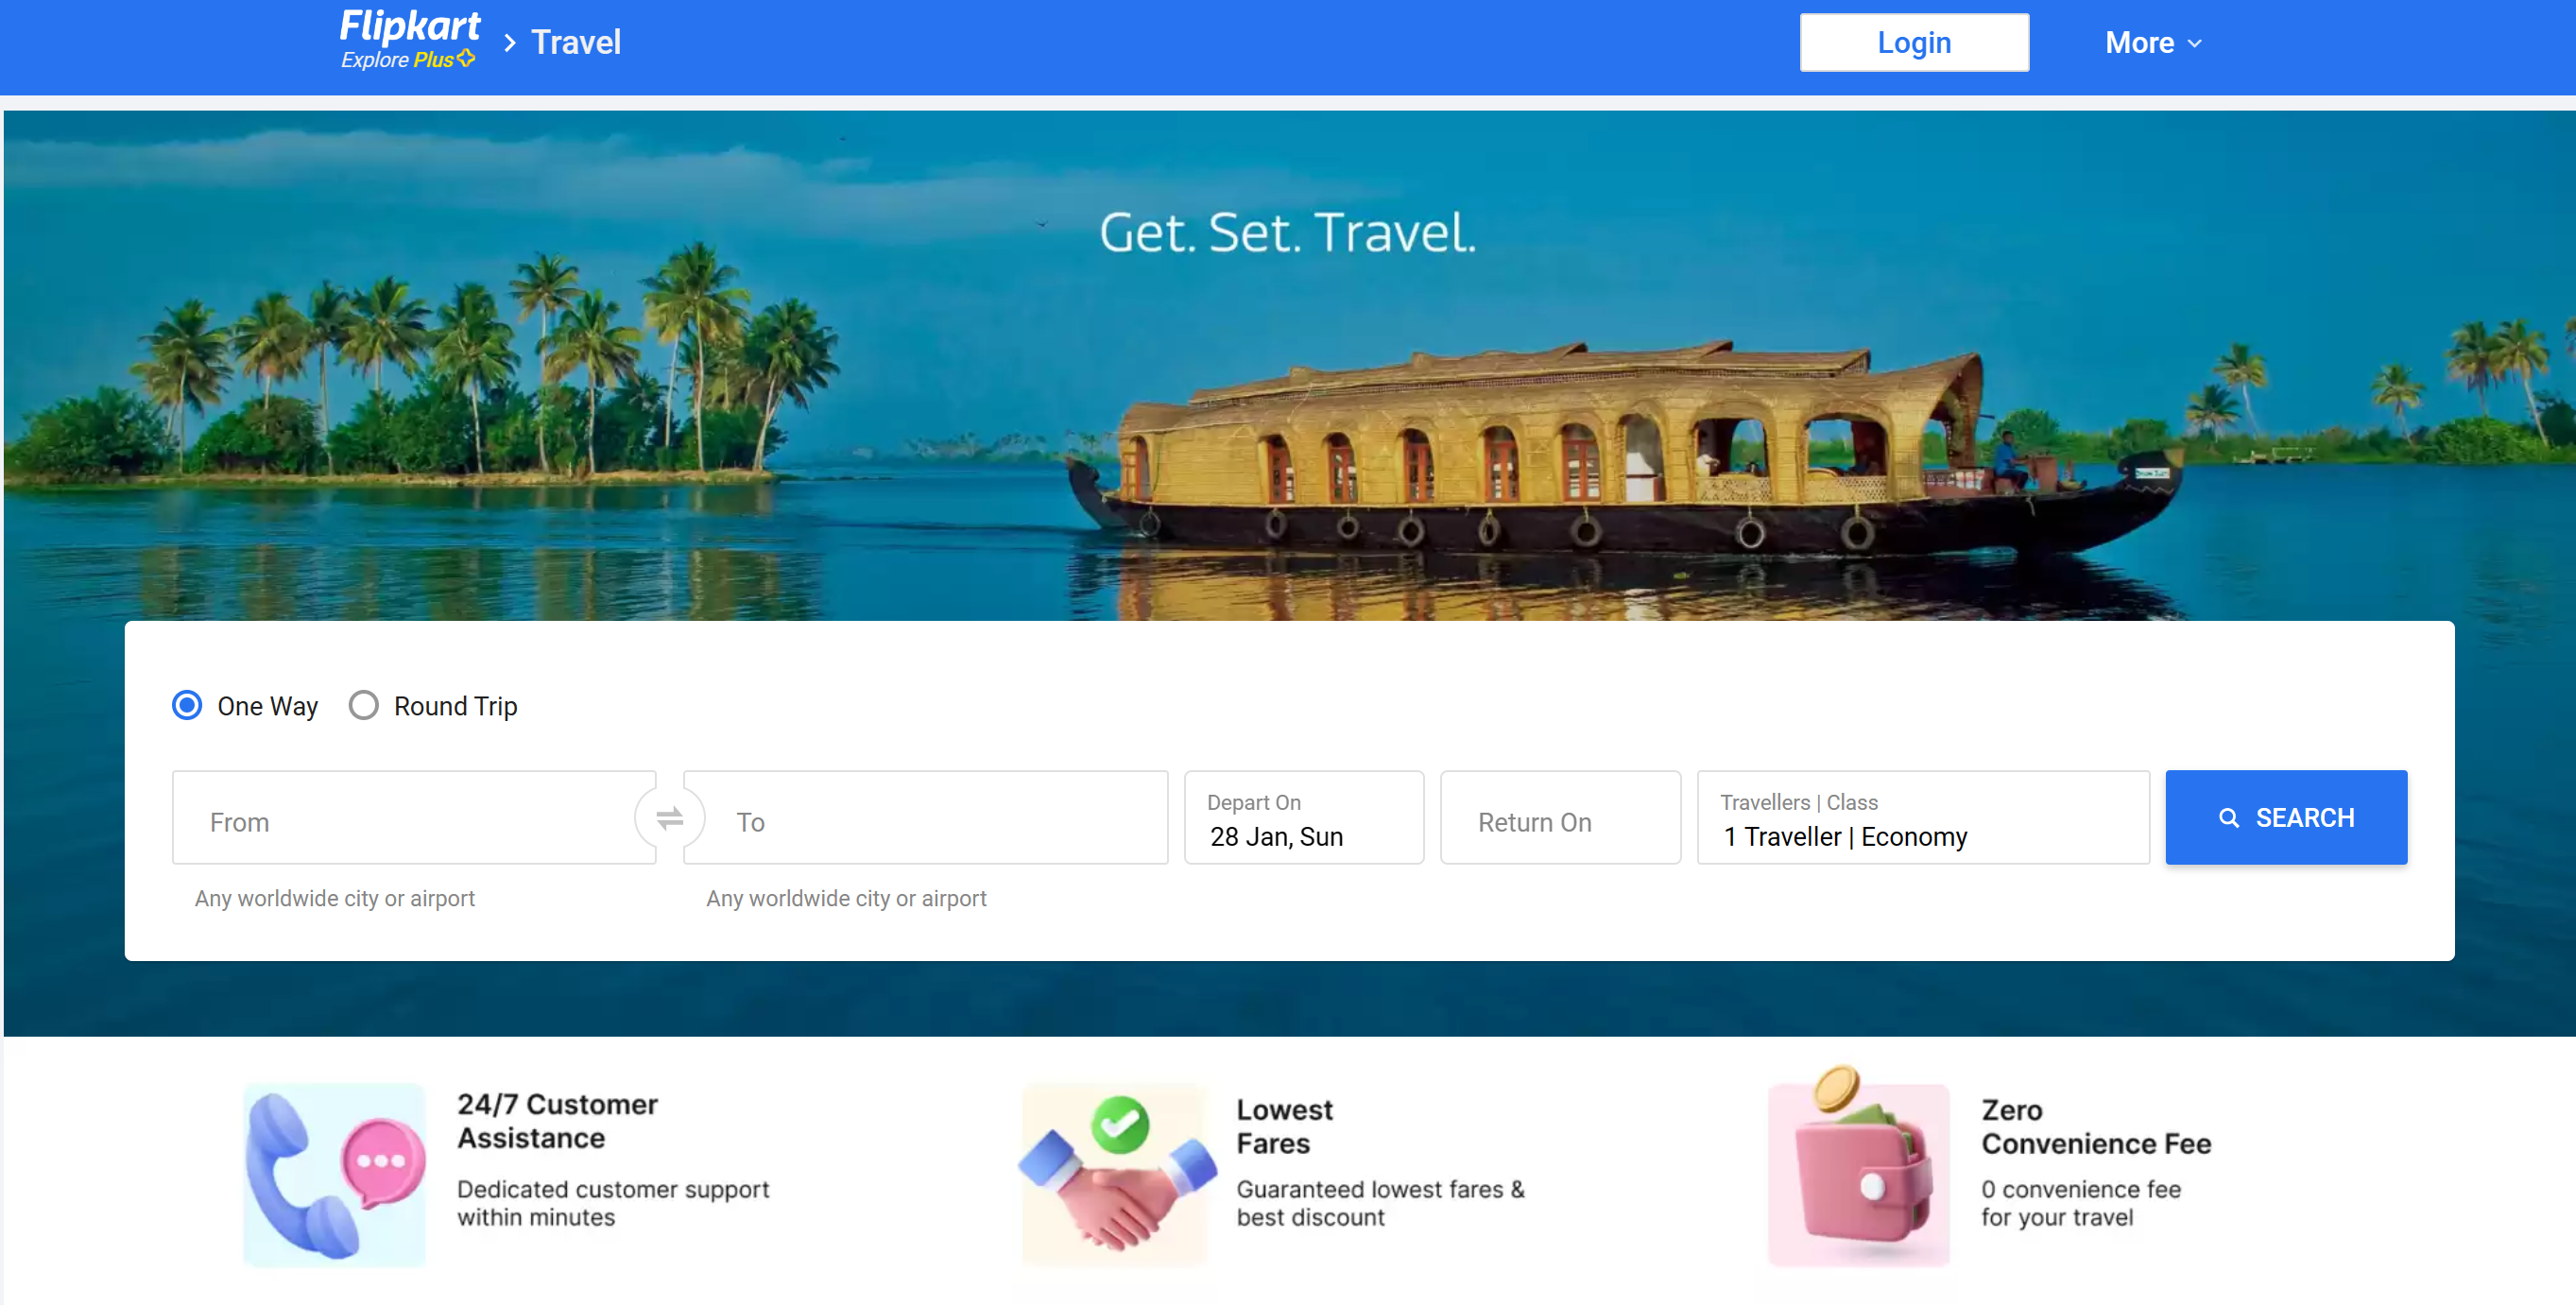 Flipkart
Explore Plus
Travel
Login
More
Get. Set. Travel.
One Way
Round Trip
From
To
Depart On
28 Jan, Sun
Return On
Travellers | Class
1 Traveller | Economy
SEARCH
Any worldwide city or airport
Any worldwide city or airport
24/7 Customer
Assistance
Dedicated customer support
within minutes
Lowest
Fares
Guaranteed lowest fares &
best discount
Zero
Convenience Fee
0 convenience fee
for your travel